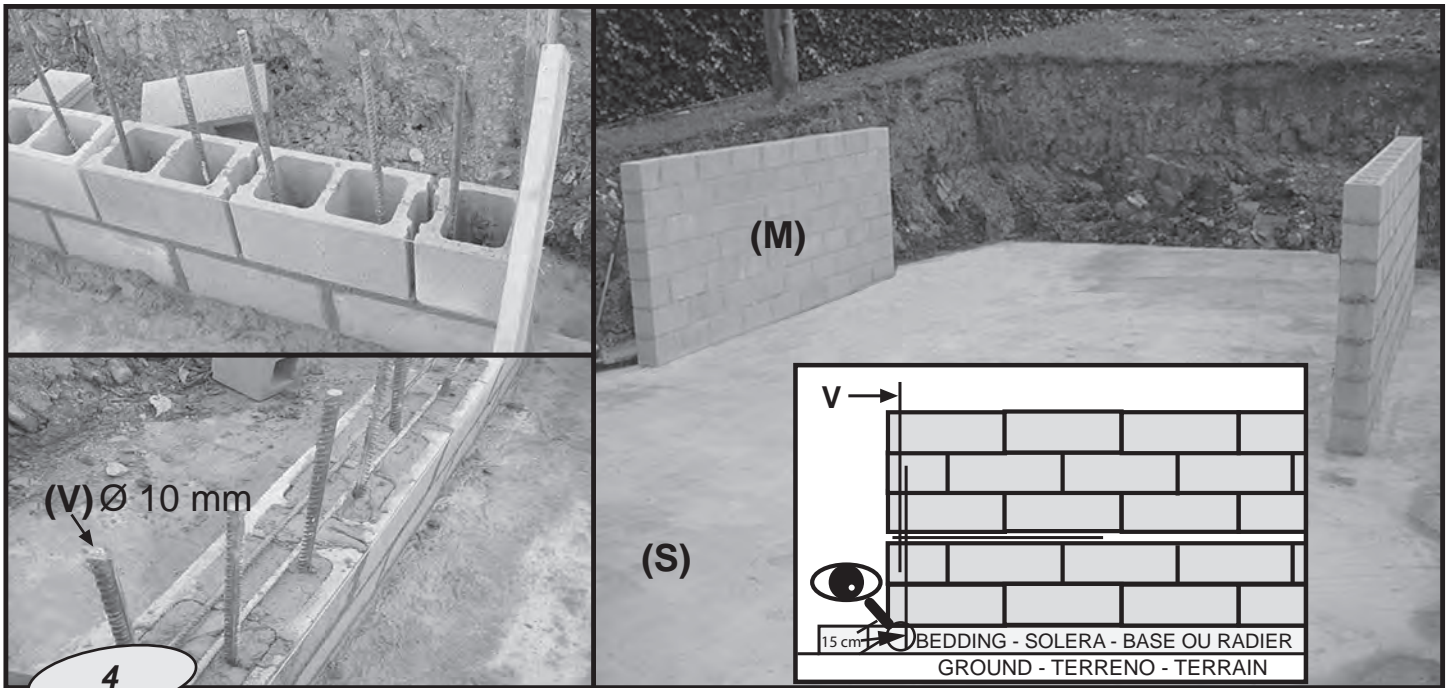 (V) Ø 10 mm
4
(M)
(S)
V
15 cm
BEDDING - SOLERA - BASE OU RADIER
GROUND - TERRENO - TERRAIN